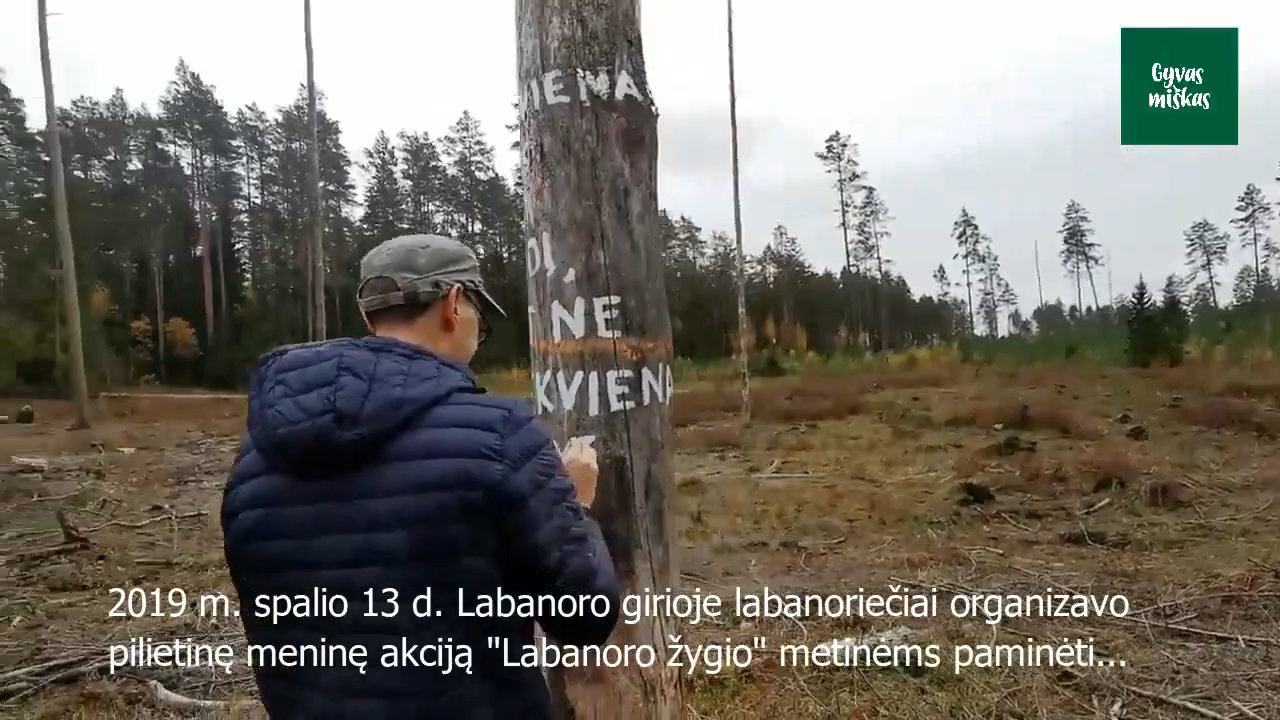 Gyvas
miškas
IENA
DI,
NE
KVIENA
2019 m. spalio 13 d. Labanoro girioje labanoriečiai organizavo
pilietinę meninę akciją "Labanoro žygio" metinėms paminėti...